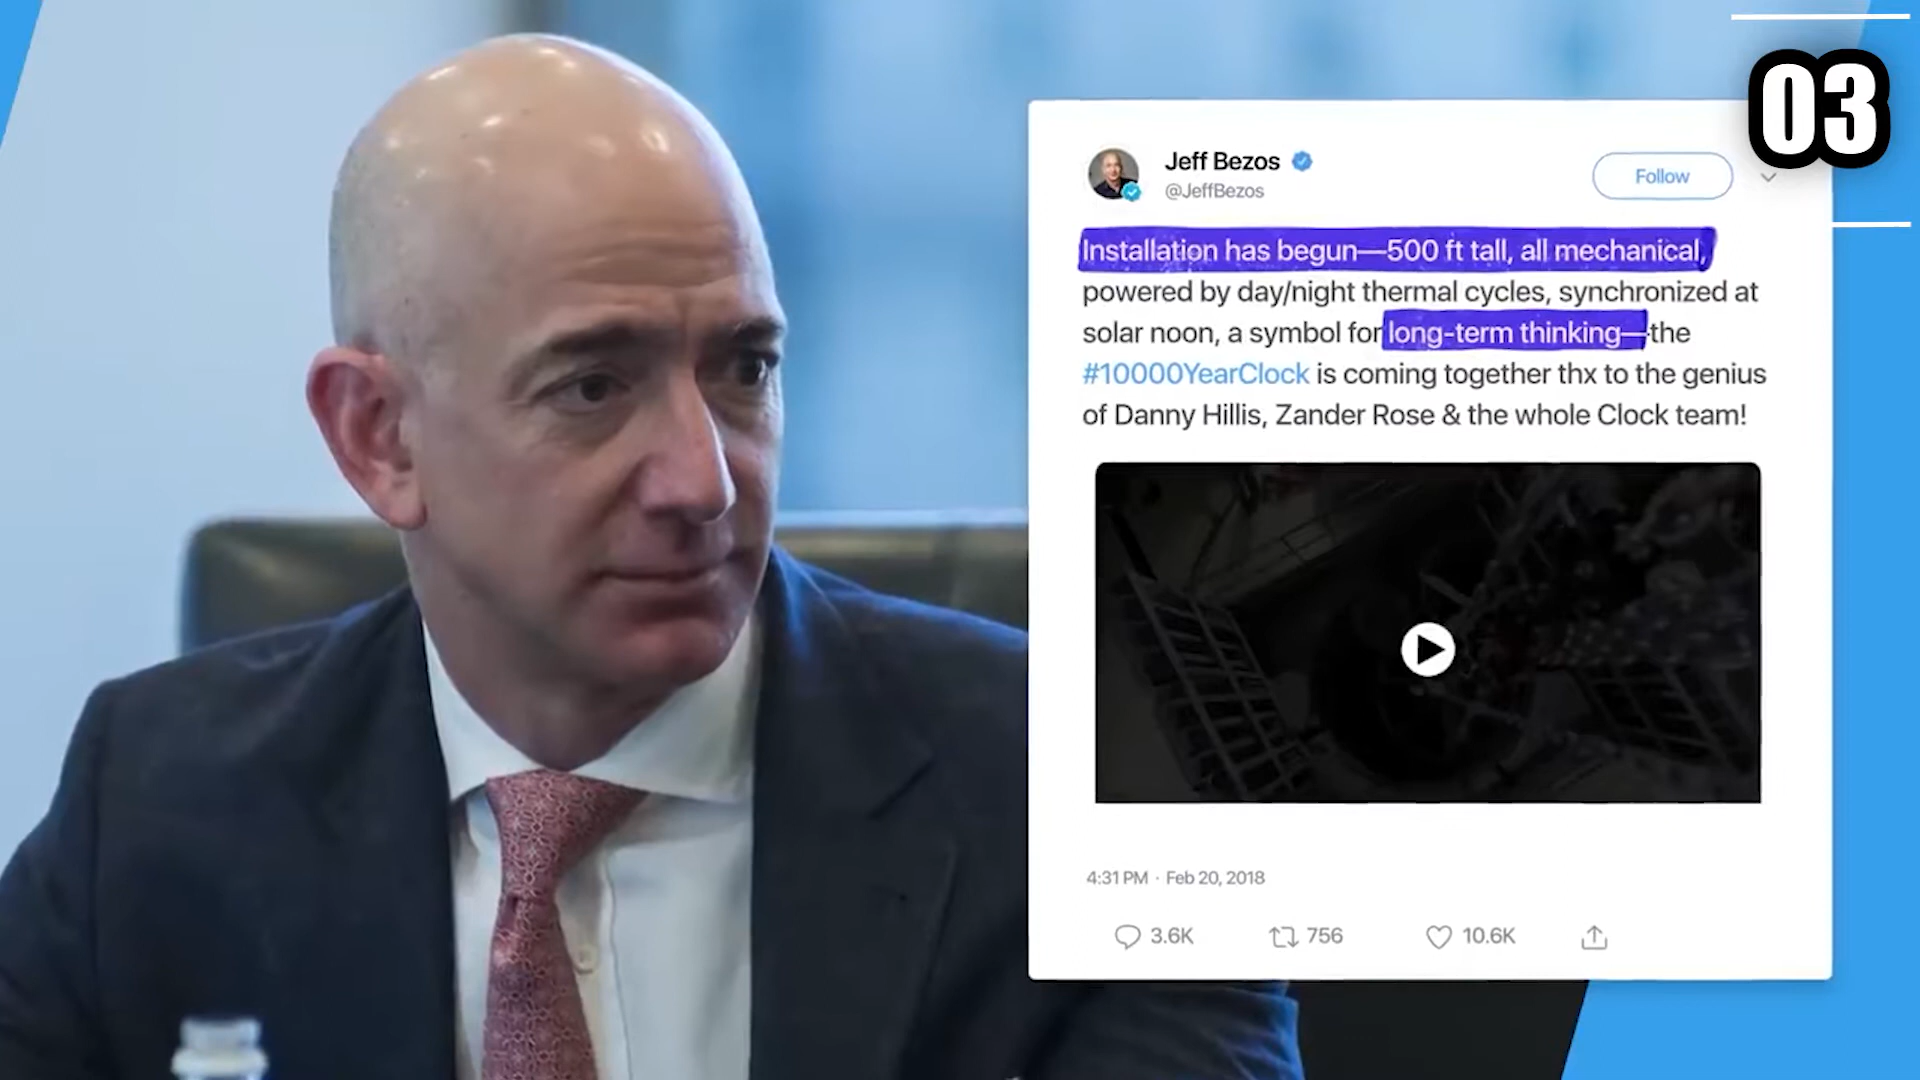 03
Jeff Bezos
@JeffBezos
Follow
Installation has begun—500 ft tall, all mechanical,
powered by day/night thermal cycles, synchronized at
solar noon, a symbol for long-term thinking—the
#10000YearClock is coming together thx to the genius
of Danny Hillis, Zander Rose & the whole Clock team!
4:31 PM · Feb 20, 2018
3.6K 756 10.6K